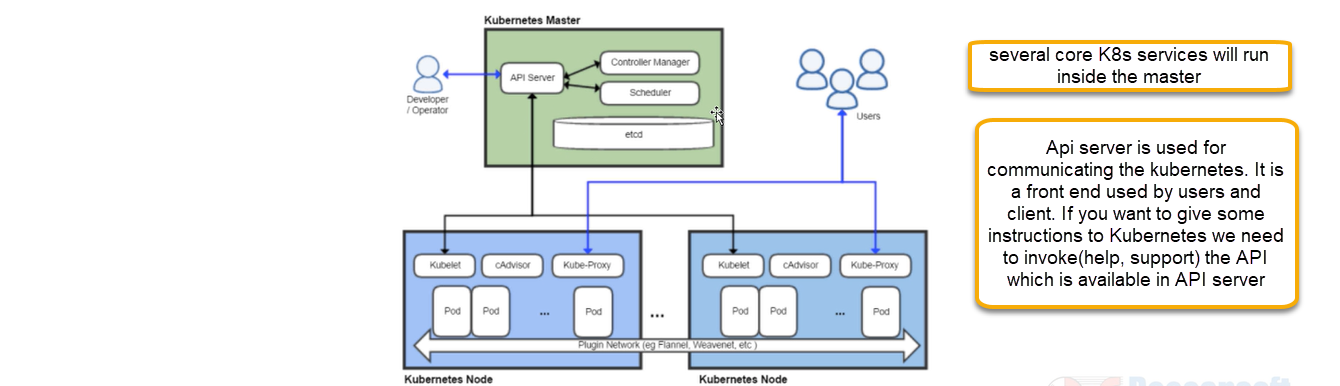 Kubernetes Master
API Server
Controller Manager
Scheduler
etcd
Developer
/ Operator
Users
several core K8s services will run
inside the master
Api server is used for
communicating the kubernetes. It is
a front end used by users and
client. If you want to give some
instructions to Kubernetes we need
to invoke(help, support) the API
which is available in API server
Kubelet
cAdvisor
Kube-Proxy
Pod
Pod
...
Pod
...
Kubelet
cAdvisor
Kube-Proxy
Pod
Pod
...
Pod
Plugin Network (eg Flannel, Weavenet, etc.)
Kubernetes Node
Kubernetes Node